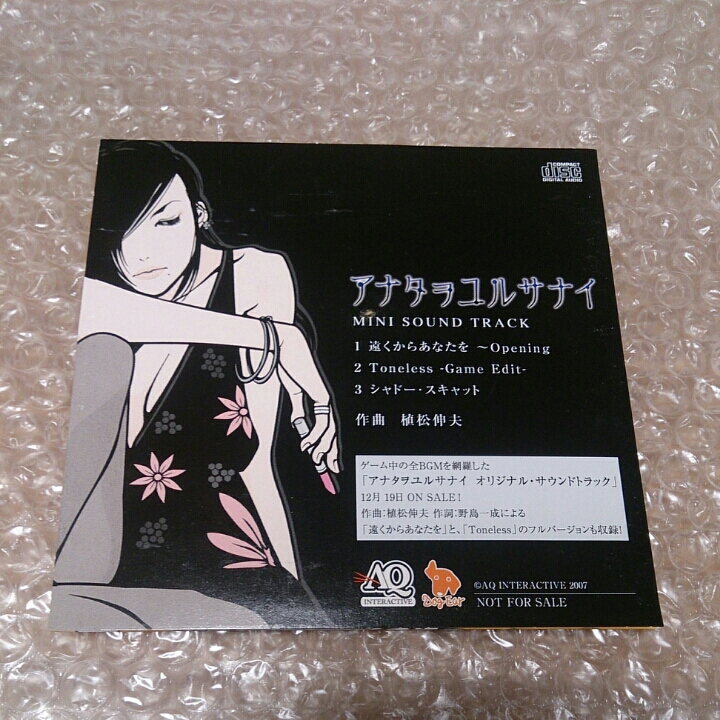 COMPACT
disc
DIGITAL AUDIO
アナタヲユルサナイ
MINI SOUND TRACK
1 遠くからあなたを ～Opening
2 Toneless -Game Edit-
3 シャドー・スキャット
作曲 植松伸夫
ゲーム中の全BGMを網羅した
「アナタヲユルサナイ オリジナル・サウンドトラック」
12月 19日 ON SALE!
作曲:植松伸夫 作詞:野島一成による
「遠くからあなたを」と、「Toneless」のフルバージョンも収録!
AQ
INTERACTIVE
Dog Ear
©AQ INTERACTIVE 2007
NOT FOR SALE